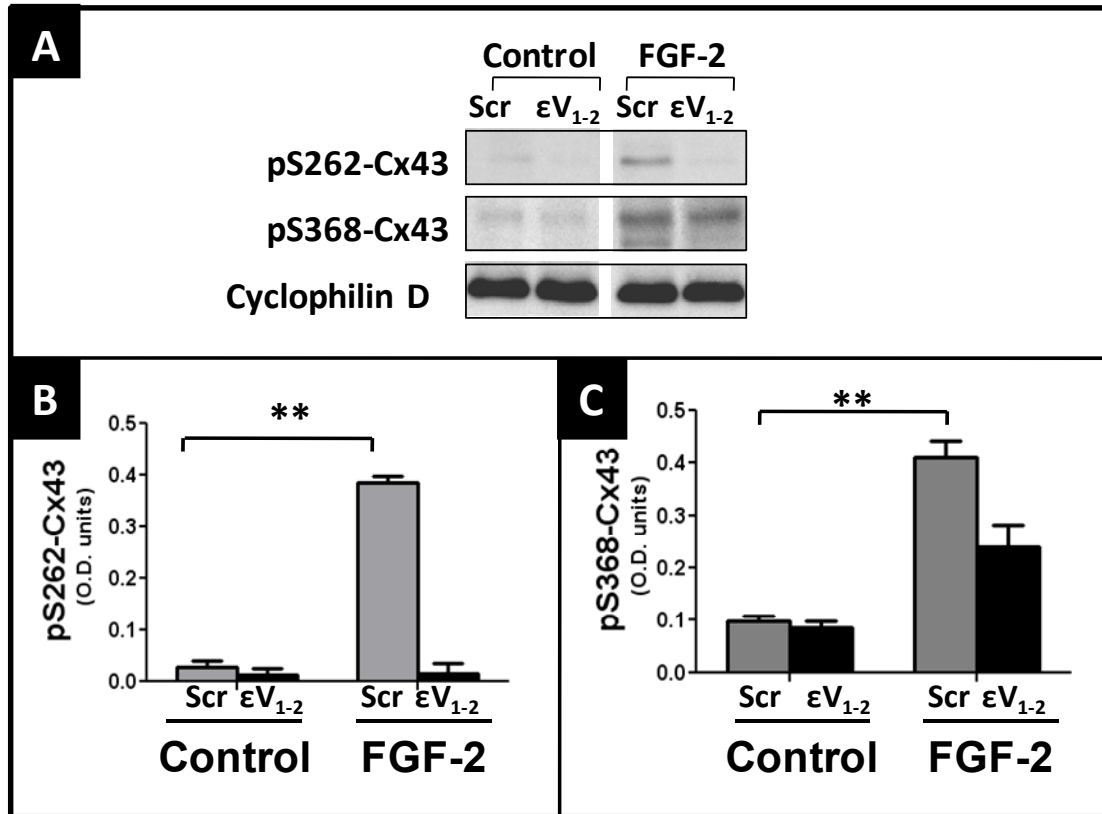 A
Control FGF-2
Scr εV1-2 Scr εV1-2
pS262-Cx43
pS368-Cx43
Cyclophilin D
B
**
pS262-Cx43
(O.D. units)
0.5
0.4
0.3
0.2
0.1
0.0
Scr εV1-2 Scr εV1-2
Control FGF-2
C
**
pS368-Cx43
(O.D. units)
0.5
0.4
0.3
0.2
0.1
0.0
Scr εV1-2 Scr εV1-2
Control FGF-2